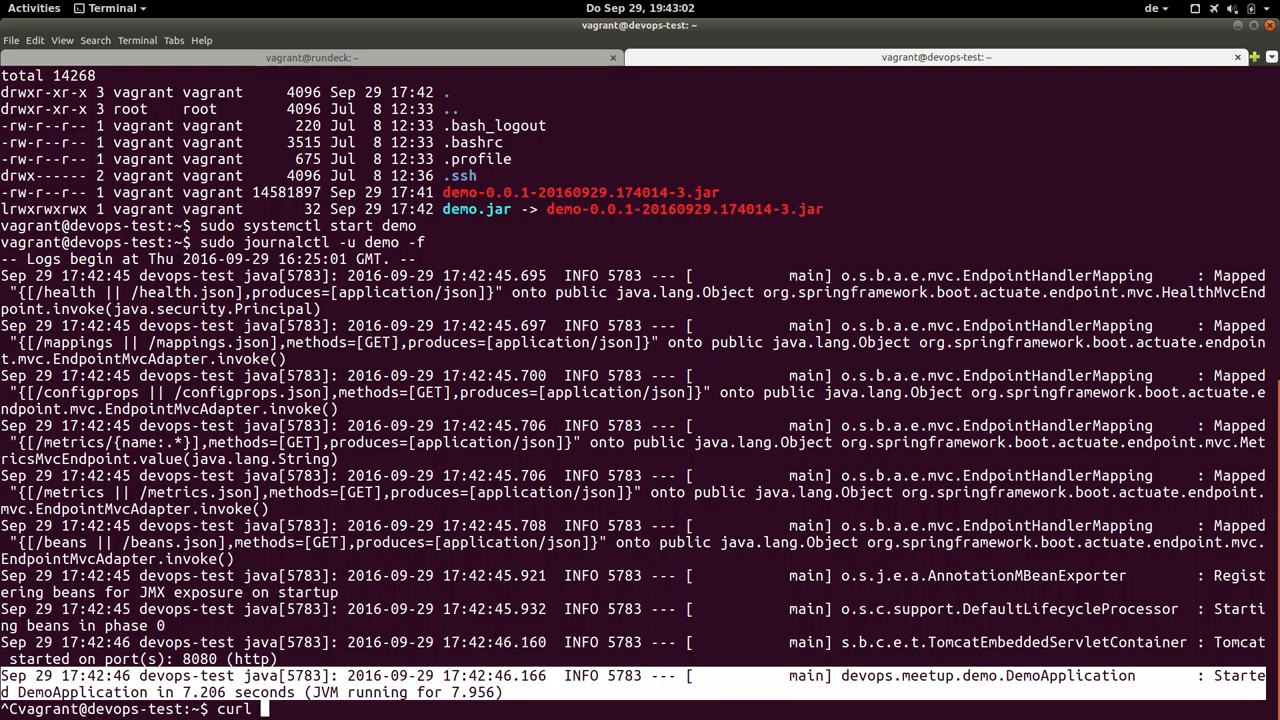 Activities Terminal Do Sep 29, 19:43:02 de
vagrant@devops-test: ~
File Edit View Search Terminal Tabs Help
vagrant@rundeck: ~ vagrant@devops-test: ~
total 14268
drwxr-xr-x 3 vagrant vagrant     4096 Sep 29 17:42 .
drwxr-xr-x 3 root    root        4096 Jul  8 12:33 ..
-rw-r--r-- 1 vagrant vagrant      220 Jul  8 12:33 .bash_logout
-rw-r--r-- 1 vagrant vagrant     3515 Jul  8 12:33 .bashrc
-rw-r--r-- 1 vagrant vagrant      675 Jul  8 12:33 .profile
drwx------ 2 vagrant vagrant     4096 Jul  8 12:36 .ssh
-rw-r--r-- 1 vagrant vagrant 14581897 Sep 29 17:41 demo-0.0.1-20160929.174014-3.jar
lrwxrwxrwx 1 vagrant vagrant       32 Sep 29 17:42 demo.jar -> demo-0.0.1-20160929.174014-3.jar
vagrant@devops-test:~$ sudo systemctl start demo
vagrant@devops-test:~$ sudo journalctl -u demo -f
-- Logs begin at Thu 2016-09-29 16:25:01 GMT. --
Sep 29 17:42:45 devops-test java[5783]: 2016-09-29 17:42:45.695  INFO 5783 --- [           main] o.s.b.a.e.mvc.EndpointHandlerMapping     : Mapped
 "{[/health || /health.json],produces=[application/json]}" onto public java.lang.Object org.springframework.boot.actuate.endpoint.mvc.HealthMvcEnd
point.invoke(java.security.Principal)
Sep 29 17:42:45 devops-test java[5783]: 2016-09-29 17:42:45.697  INFO 5783 --- [           main] o.s.b.a.e.mvc.EndpointHandlerMapping     : Mapped
 "{[/mappings || /mappings.json],methods=[GET],produces=[application/json]}" onto public java.lang.Object org.springframework.boot.actuate.endpoin
t.mvc.EndpointMvcAdapter.invoke()
Sep 29 17:42:45 devops-test java[5783]: 2016-09-29 17:42:45.700  INFO 5783 --- [           main] o.s.b.a.e.mvc.EndpointHandlerMapping     : Mapped
 "{[/configprops || /configprops.json],methods=[GET],produces=[application/json]}" onto public java.lang.Object org.springframework.boot.actuate.e
ndpoint.mvc.EndpointMvcAdapter.invoke()
Sep 29 17:42:45 devops-test java[5783]: 2016-09-29 17:42:45.706  INFO 5783 --- [           main] o.s.b.a.e.mvc.EndpointHandlerMapping     : Mapped
 "{[/metrics/{name:.*}],methods=[GET],produces=[application/json]}" onto public java.lang.Object org.springframework.boot.actuate.endpoint.mvc.Met
ricsMvcEndpoint.value(java.lang.String)
Sep 29 17:42:45 devops-test java[5783]: 2016-09-29 17:42:45.706  INFO 5783 --- [           main] o.s.b.a.e.mvc.EndpointHandlerMapping     : Mapped
 "{[/metrics || /metrics.json],methods=[GET],produces=[application/json]}" onto public java.lang.Object org.springframework.boot.actuate.endpoint.
mvc.EndpointMvcAdapter.invoke()
Sep 29 17:42:45 devops-test java[5783]: 2016-09-29 17:42:45.708  INFO 5783 --- [           main] o.s.b.a.e.mvc.EndpointHandlerMapping     : Mapped
 "{[/beans || /beans.json],methods=[GET],produces=[application/json]}" onto public java.lang.Object org.springframework.boot.actuate.endpoint.mvc.
EndpointMvcAdapter.invoke()
Sep 29 17:42:45 devops-test java[5783]: 2016-09-29 17:42:45.921  INFO 5783 --- [           main] o.s.j.e.a.AnnotationMBeanExporter        : Regist
ering beans for JMX exposure on startup
Sep 29 17:42:45 devops-test java[5783]: 2016-09-29 17:42:45.932  INFO 5783 --- [           main] o.s.c.support.DefaultLifecycleProcessor  : Starti
ng beans in phase 0
Sep 29 17:42:46 devops-test java[5783]: 2016-09-29 17:42:46.160  INFO 5783 --- [           main] s.b.c.e.t.TomcatEmbeddedServletContainer : Tomcat
 started on port(s): 8080 (http)
Sep 29 17:42:46 devops-test java[5783]: 2016-09-29 17:42:46.166  INFO 5783 --- [           main] devops.meetup.demo.DemoApplication       : Starte
d DemoApplication in 7.206 seconds (JVM running for 7.956)
^Cvagrant@devops-test:~$ curl